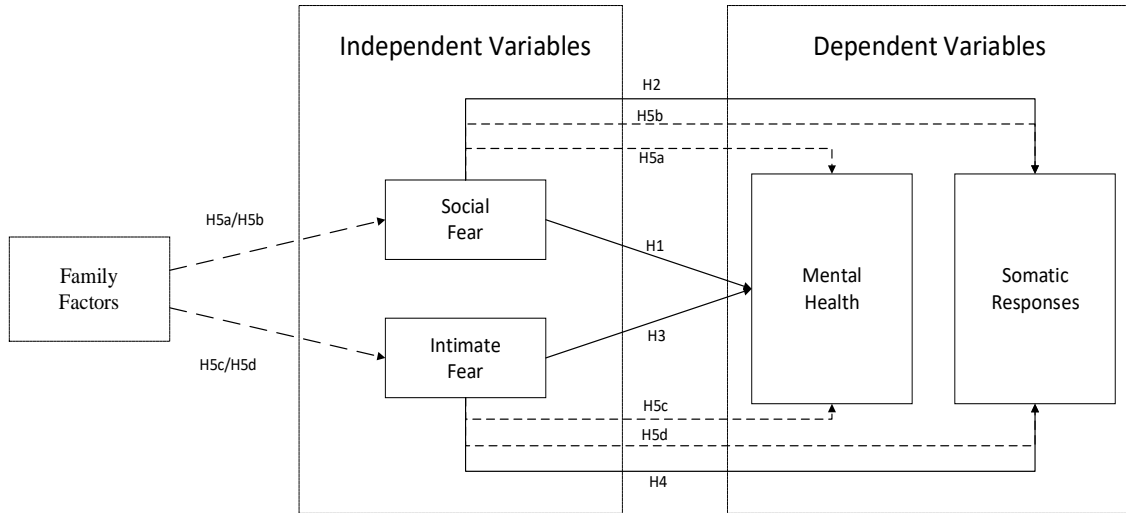 Independent Variables
Dependent Variables
H2
H5b
H5a
Social
Fear
H5a/H5b
H1
Family
Factors
Mental
Health
Somatic
Responses
Intimate
Fear
H3
H5c/H5d
H5c
H5d
H4